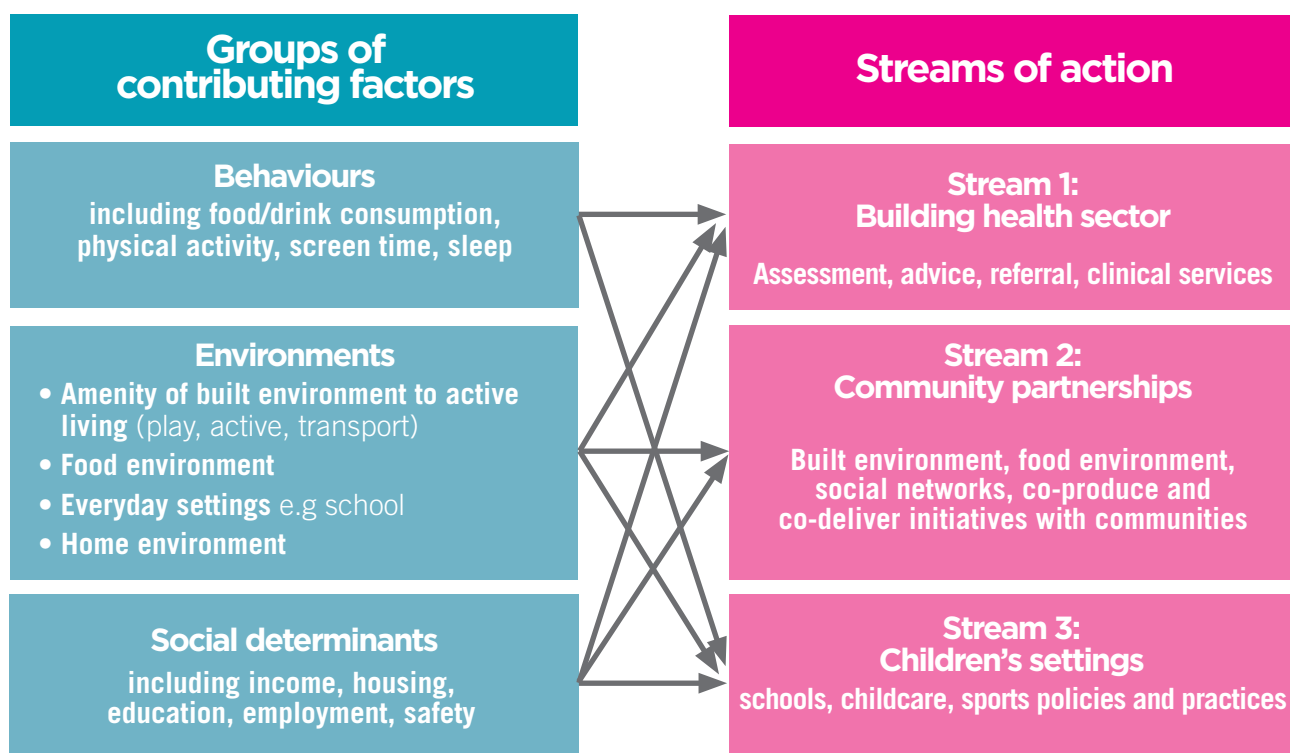 Groups of
contributing factors
Behaviours
including food/drink consumption,
physical activity, screen time, sleep
Environments
• Amenity of built environment to active
living (play, active, transport)
• Food environment
• Everyday settings e.g school
• Home environment
Social determinants
including income, housing,
education, employment, safety
Streams of action
Stream 1:
Building health sector
Assessment, advice, referral, clinical services
Stream 2:
Community partnerships
Built environment, food environment,
social networks, co-produce and
co-deliver initiatives with communities
Stream 3:
Children’s settings
schools, childcare, sports policies and practices